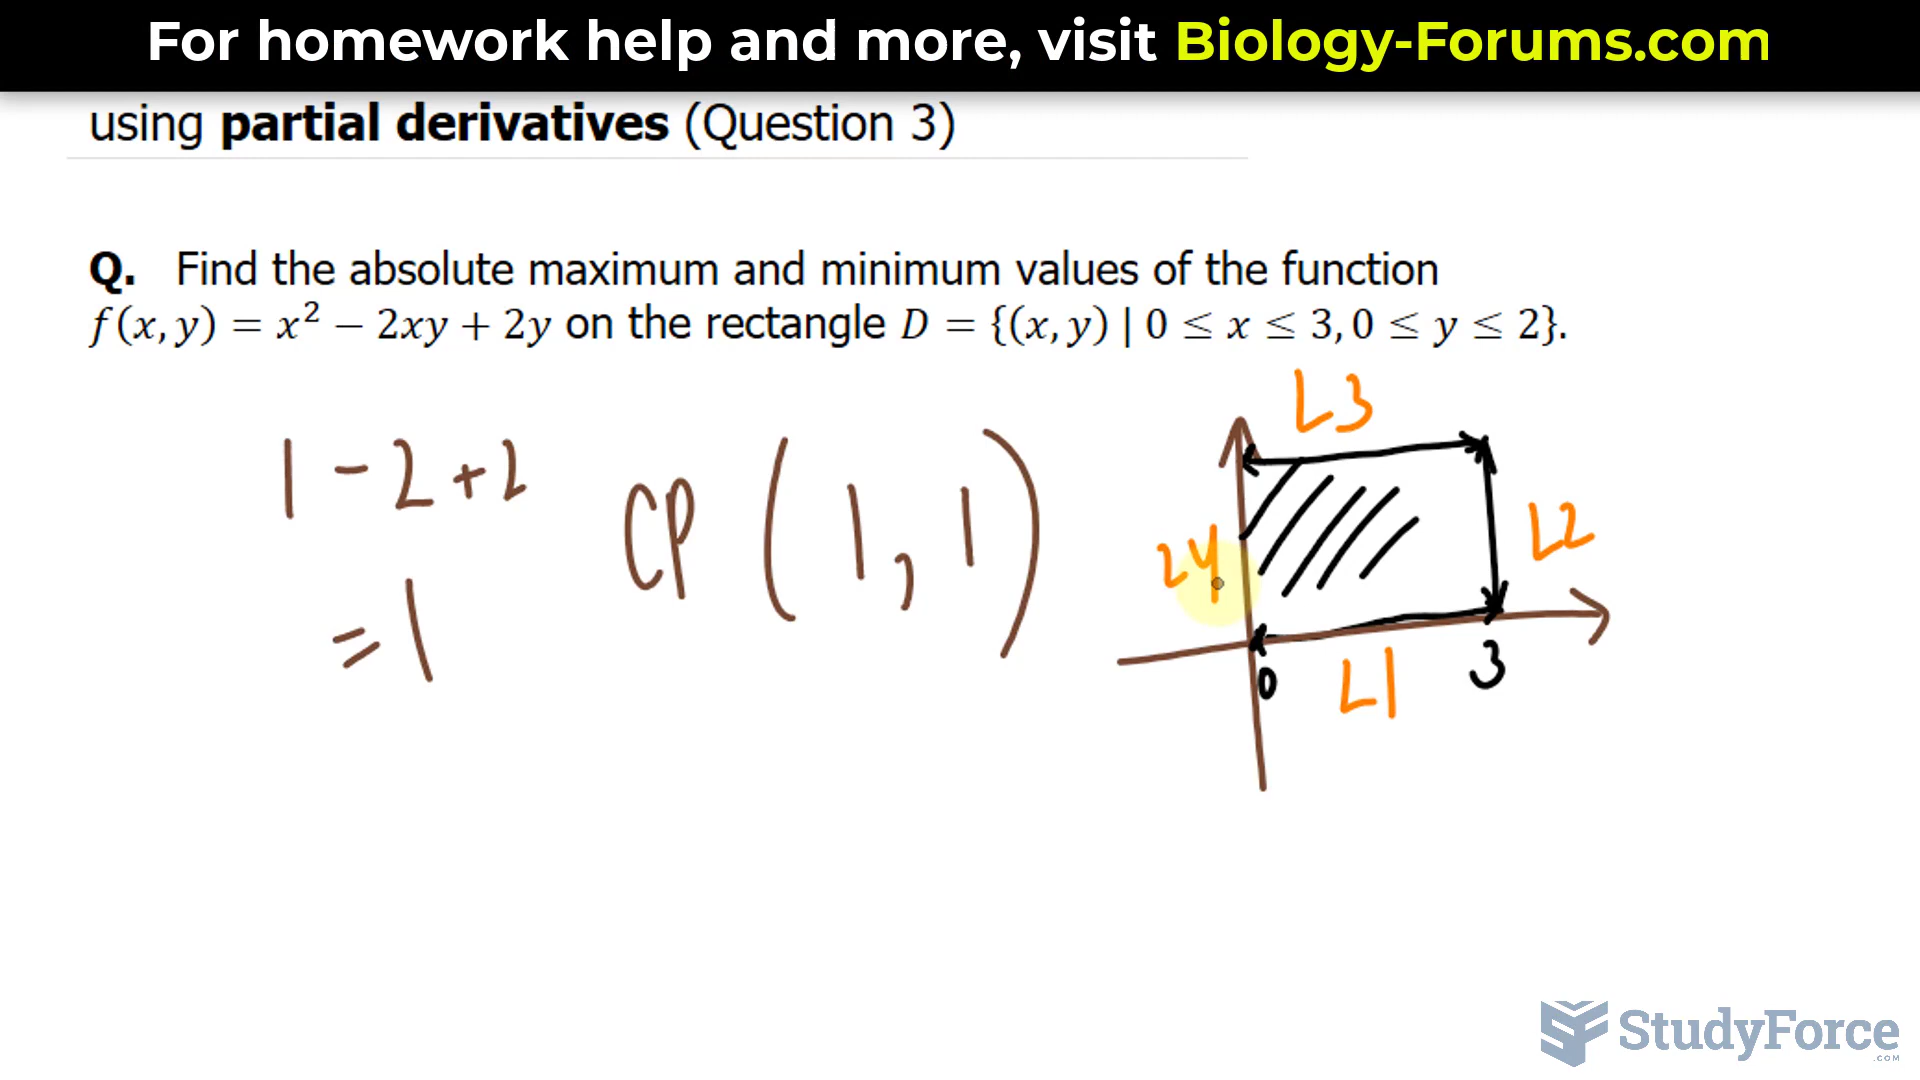 For homework help and more, visit Biology-Forums.com
using partial derivatives (Question 3)
Q. Find the absolute maximum and minimum values of the function
f(x, y) = x² − 2xy + 2y on the rectangle D = {(x, y) | 0 ≤ x ≤ 3, 0 ≤ y ≤ 2}.
1 - 2 + 2
= 1
CP (1, 1)
L3
L2
L4
L1
0
3
StudyForce
.COM